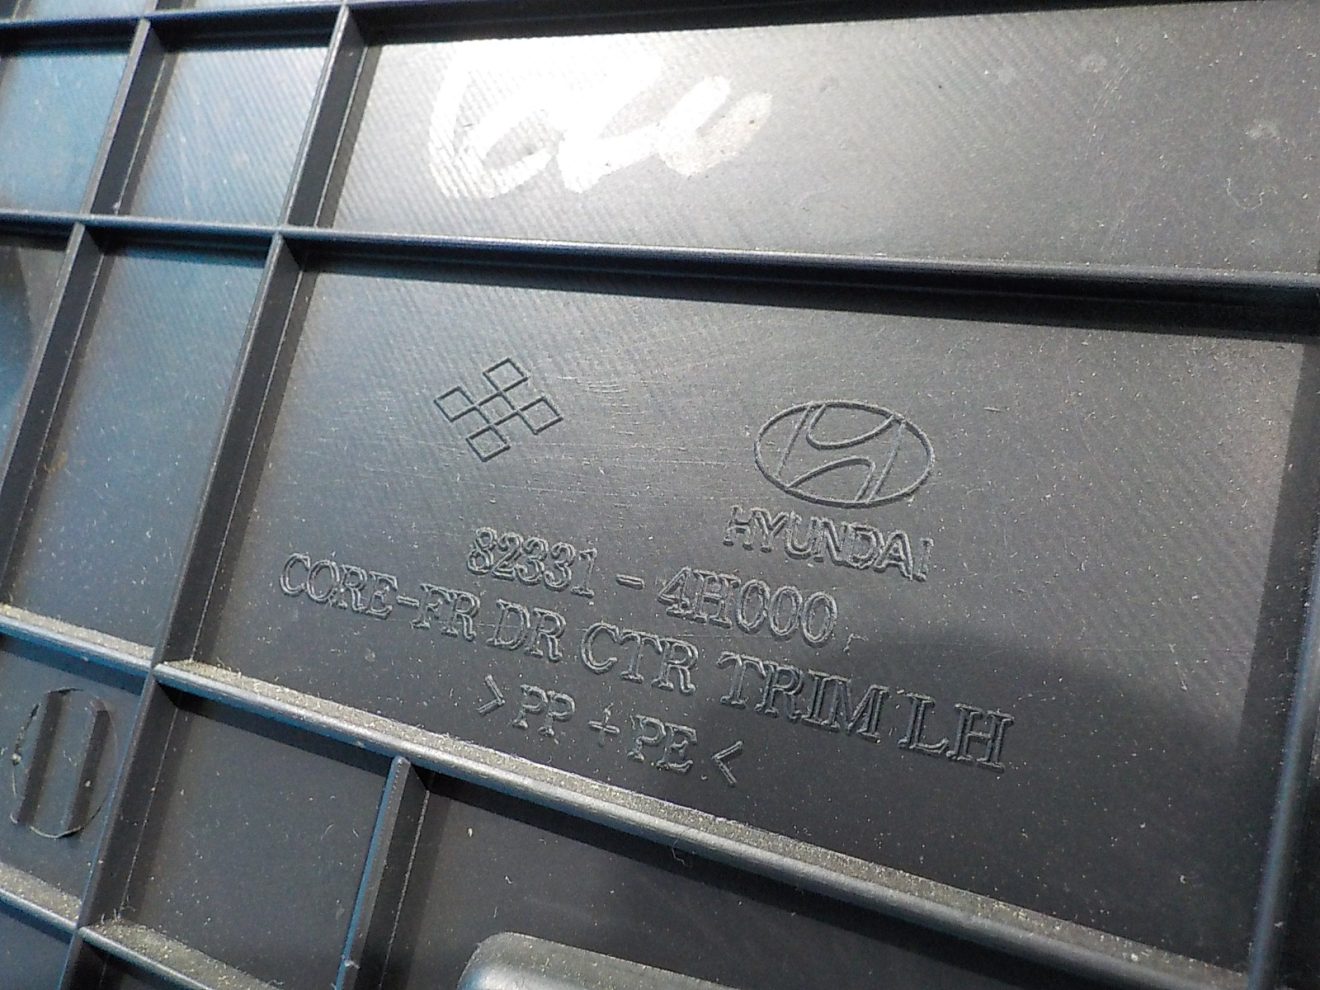 HYUNDAI
82331 - 4H000
CORE-FR DR CTR TRIM LH
>PP + PE<